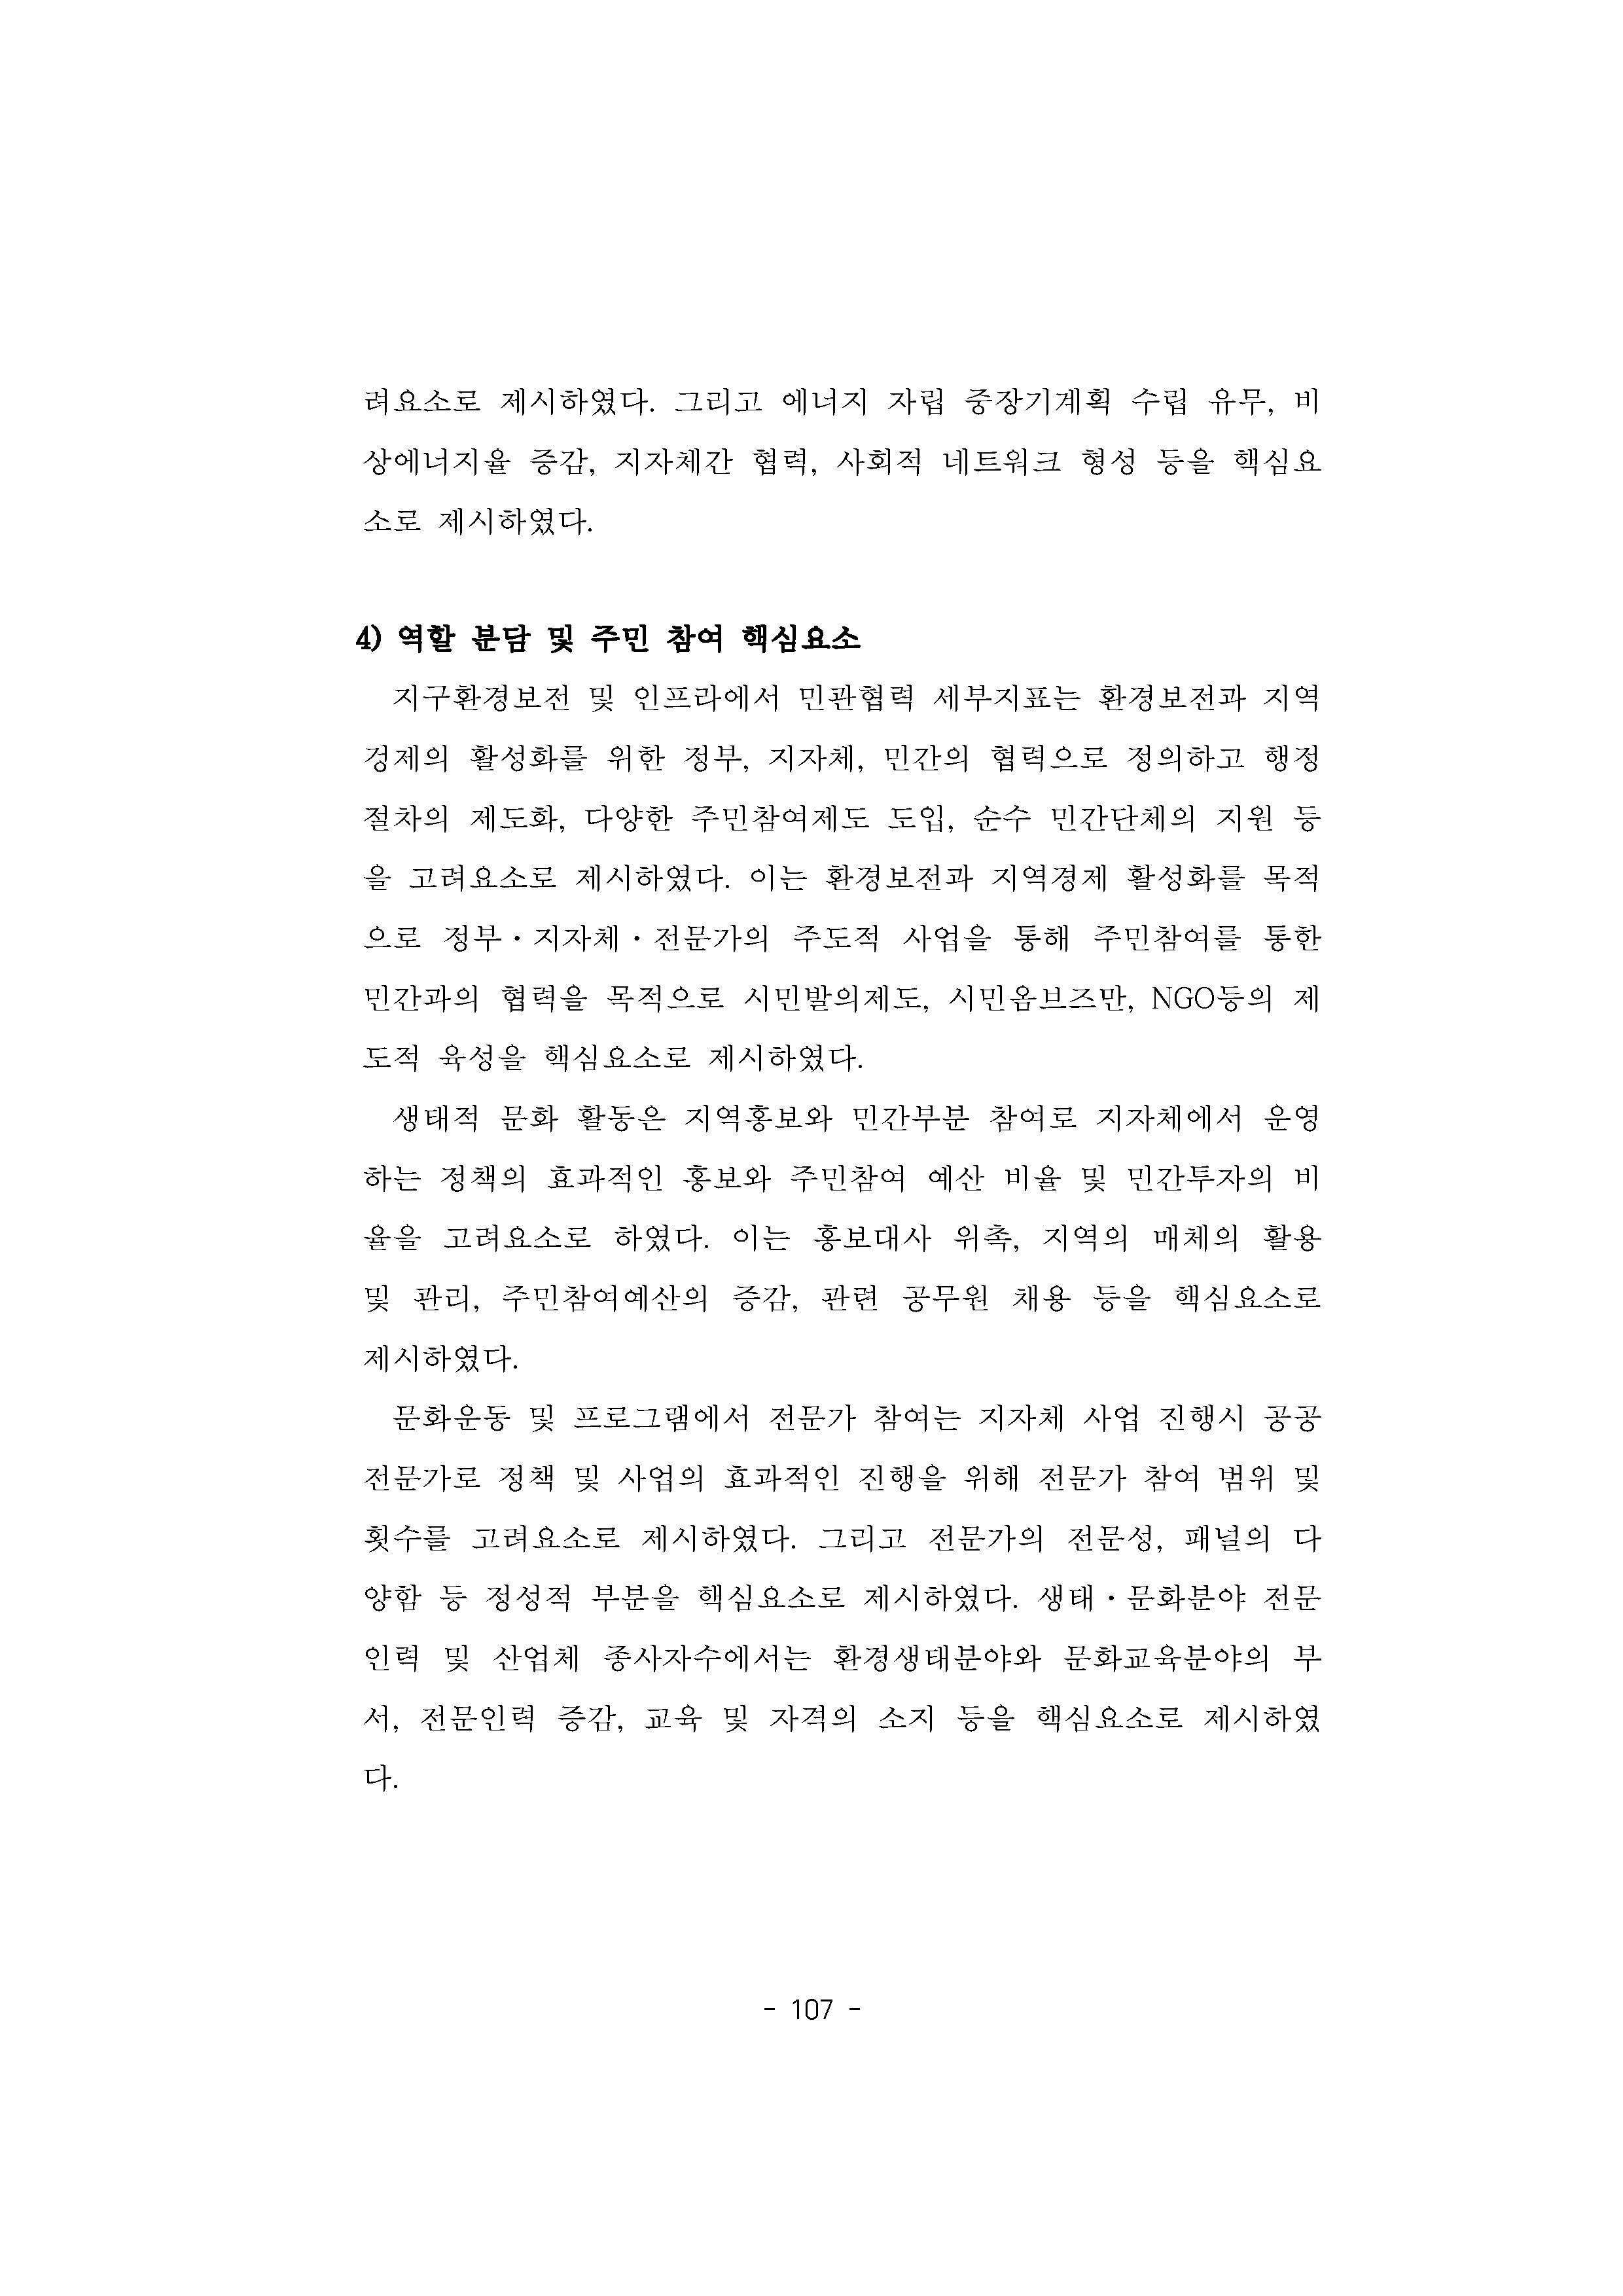 려요소로 제시하였다. 그리고 에너지 자립 중장기계획 수립 유무, 비
상에너지율 증감, 지자체간 협력, 사회적 네트워크 형성 등을 핵심요
소로 제시하였다.
4) 역할 분담 및 주민 참여 핵심요소
지구환경보전 및 인프라에서 민관협력 세부지표는 환경보전과 지역
경제의 활성화를 위한 정부, 지자체, 민간의 협력으로 정의하고 행정
절차의 제도화, 다양한 주민참여제도 도입, 순수 민간단체의 지원 등
을 고려요소로 제시하였다. 이는 환경보전과 지역경제 활성화를 목적
으로 정부·지자체·전문가의 주도적 사업을 통해 주민참여를 통한
민간과의 협력을 목적으로 시민발의제도, 시민옴브즈만, NGO등의 제
도적 육성을 핵심요소로 제시하였다.
생태적 문화 활동은 지역홍보와 민간부분 참여로 지자체에서 운영
하는 정책의 효과적인 홍보와 주민참여 예산 비율 및 민간투자의 비
율을 고려요소로 하였다. 이는 홍보대사 위촉, 지역의 매체의 활용
및 관리, 주민참여예산의 증감, 관련 공무원 채용 등을 핵심요소로
제시하였다.
문화운동 및 프로그램에서 전문가 참여는 지자체 사업 진행시 공공
전문가로 정책 및 사업의 효과적인 진행을 위해 전문가 참여 범위 및
횟수를 고려요소로 제시하였다. 그리고 전문가의 전문성, 패널의 다
양함 등 정성적 부분을 핵심요소로 제시하였다. 생태·문화분야 전문
인력 및 산업체 종사자수에서는 환경생태분야와 문화교육분야의 부
서, 전문인력 증감, 교육 및 자격의 소지 등을 핵심요소로 제시하였
다.
- 107 -